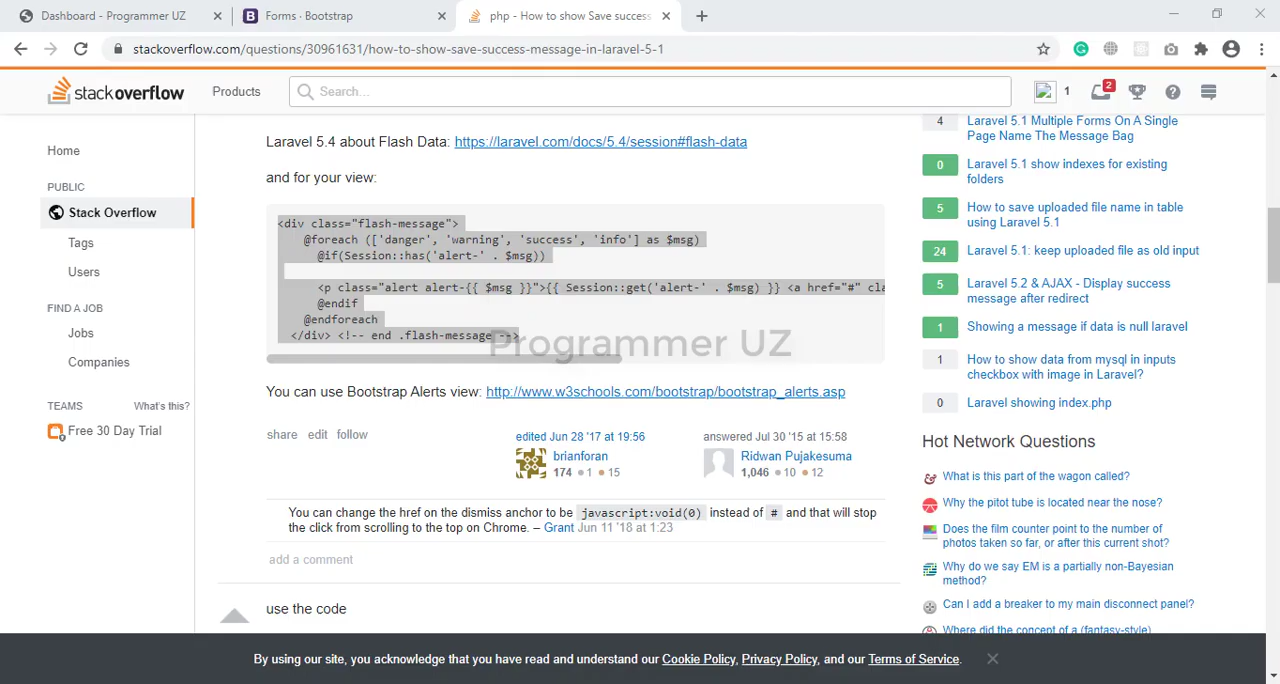 Dashboard - Programmer UZ
Forms · Bootstrap
php - How to show Save success
stackoverflow.com/questions/30961631/how-to-show-save-success-message-in-laravel-5-1
stackoverflow
Products
Search...
1
2
Home
PUBLIC
Stack Overflow
Tags
Users
FIND A JOB
Jobs
Companies
TEAMS
What's this?
Free 30 Day Trial
Laravel 5.4 about Flash Data: https://laravel.com/docs/5.4/session#flash-data
and for your view:
<div class="flash-message">
@foreach (['danger', 'warning', 'success', 'info'] as $msg)
@if(Session::has('alert-' . $msg))
<p class="alert alert-{{ $msg }}">{{ Session::get('alert-' . $msg) }} <a href="#" cla
@endif
@endforeach
</div> <!-- end .flash-message -->
Programmer UZ
You can use Bootstrap Alerts view: http://www.w3schools.com/bootstrap/bootstrap_alerts.asp
share edit follow
edited Jun 28 '17 at 19:56
brianforan
174 1 15
answered Jul 30 '15 at 15:58
Ridwan Pujakesuma
1,046 10 12
You can change the href on the dismiss anchor to be javascript:void(0) instead of # and that will stop
the click from scrolling to the top on Chrome. – Grant Jun 11 '18 at 1:23
add a comment
use the code
4 Laravel 5.1 Multiple Forms On A Single
Page Name The Message Bag
0 Laravel 5.1 show indexes for existing
folders
5 How to save uploaded file name in table
using Laravel 5.1
24 Laravel 5.1: keep uploaded file as old input
5 Laravel 5.2 & AJAX - Display success
message after redirect
1 Showing a message if data is null laravel
1 How to show data from mysql in inputs
checkbox with image in Laravel?
0 Laravel showing index.php
Hot Network Questions
What is this part of the wagon called?
Why the pitot tube is located near the nose?
Does the film counter point to the number of
photos taken so far, or after this current shot?
Why do we say EM is a partially non-Bayesian
method?
Can I add a breaker to my main disconnect panel?
Where did the concept of a (fantasy-style)
By using our site, you acknowledge that you have read and understand our Cookie Policy, Privacy Policy, and our Terms of Service.